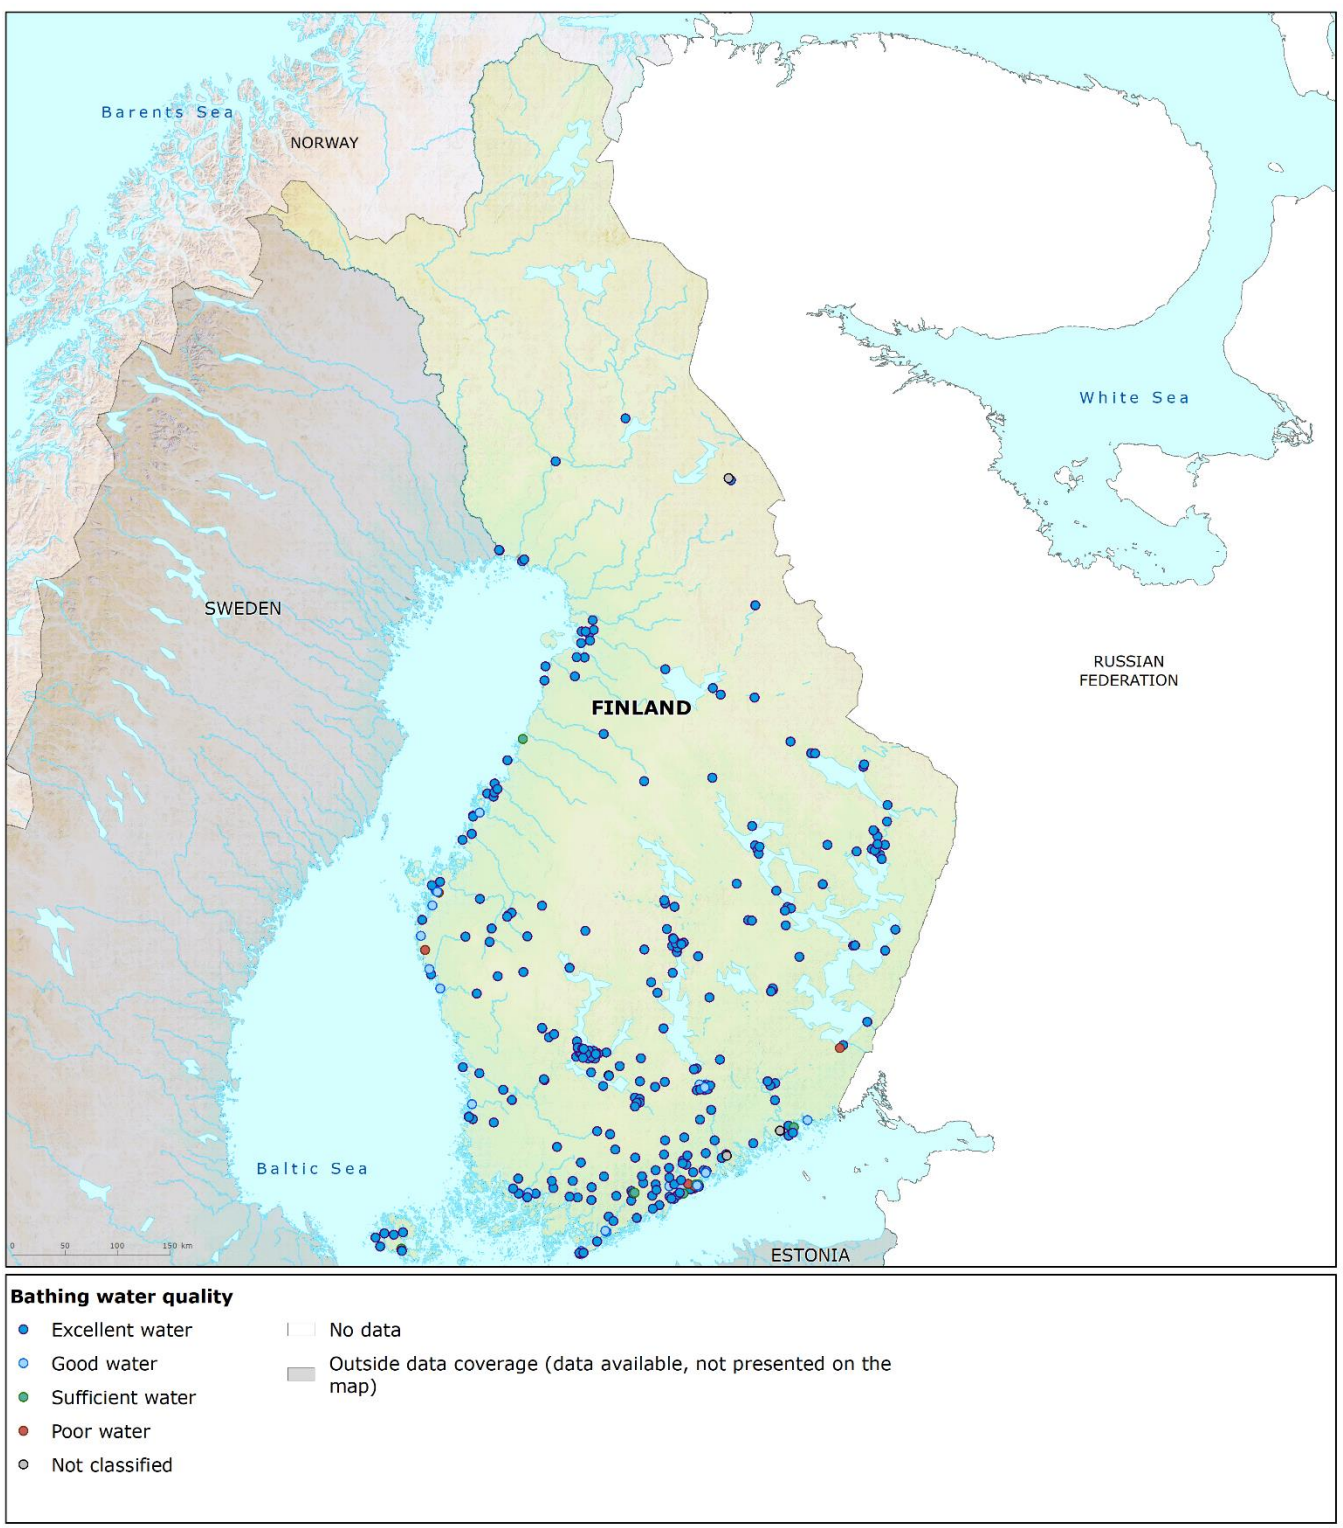 Barents Sea
NORWAY
White Sea
SWEDEN
RUSSIAN
FEDERATION
FINLAND
Baltic Sea
0 50 100 150 km
ESTONIA
Bathing water quality
Excellent water
No data
Good water
Outside data coverage (data available, not presented on the
map)
Sufficient water
Poor water
Not classified